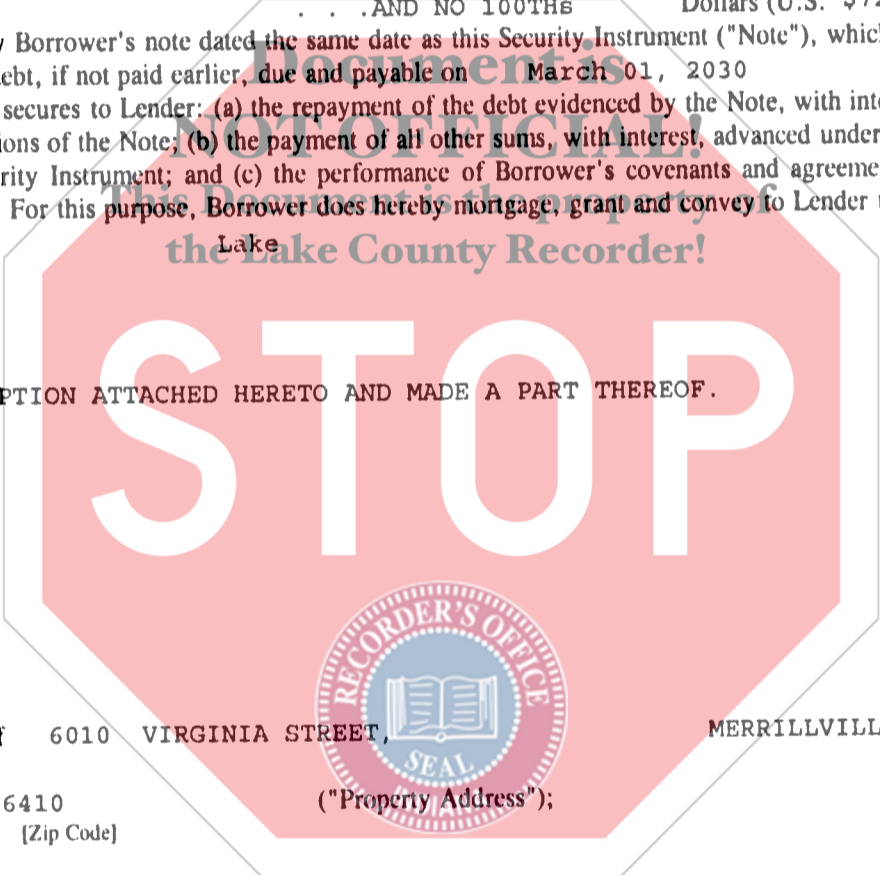 . . .AND NO 100THS Dollars (U.S. $72
y Borrower's note dated the same date as this Security Instrument ("Note"), whic
ebt, if not paid earlier, due and payable on March 01, 2030
Document is
secures to Lender: (a) the repayment of the debt evidenced by the Note, with int
NOT OFFICIAL!
ions of the Note; (b) the payment of all other sums, with interest, advanced under
rity Instrument; and (c) the performance of Borrower's covenants and agreeme
This Document is the property of
For this purpose, Borrower does hereby mortgage, grant and convey to Lender
the Lake County Recorder!
Lake
PTION ATTACHED HERETO AND MADE A PART THEREOF.
STOP
RECORDER'S OFFICE
6010 VIRGINIA STREET, MERRILLVILL
SEAL
6410 ("Property Address");
[Zip Code]